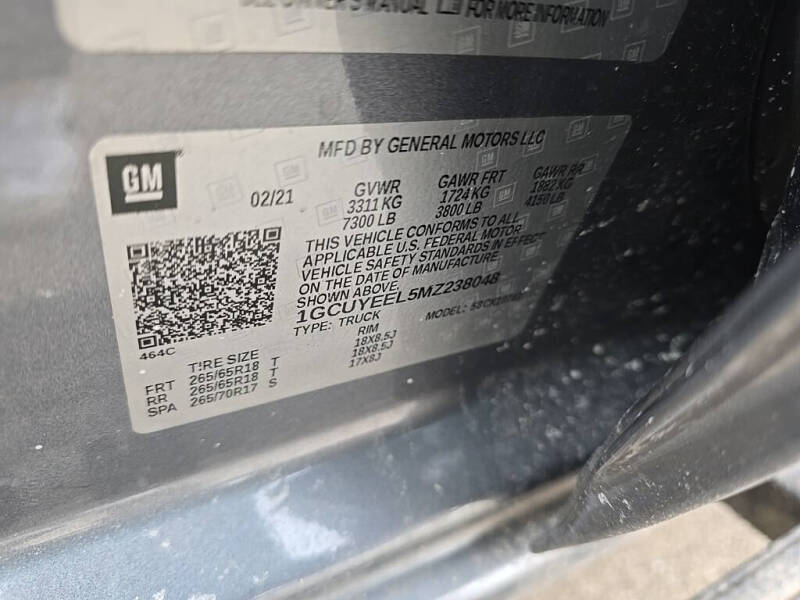 SEE OWNER'S MANUAL FOR MORE INFORMATION
MFD BY GENERAL MOTORS LLC
GM
02/21
GVWR GAWR FRT GAWR RR
3311 KG 1724 KG 1882 KG
7300 LB 3800 LB 4150 LB
THIS VEHICLE CONFORMS TO ALL
APPLICABLE U.S. FEDERAL MOTOR
VEHICLE SAFETY STANDARDS IN EFFECT
ON THE DATE OF MANUFACTURE
SHOWN ABOVE.
1GCUYEEL5MZ238048
TYPE: TRUCK MODEL:
464C
TIRE SIZE RIM
FRT 265/65R18 T 18X8.5J
RR 265/65R18 T 18X8.5J
SPA 265/70R17 S 17X8J